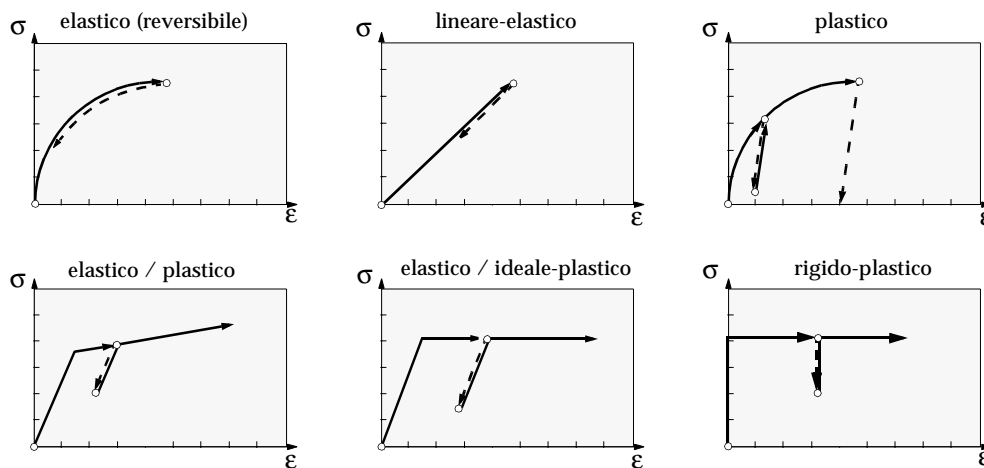 elastico (reversibile)
lineare-elastico
plastico
σ
σ
σ
ε
ε
ε
elastico / plastico
elastico / ideale-plastico
rigido-plastico
σ
σ
σ
ε
ε
ε